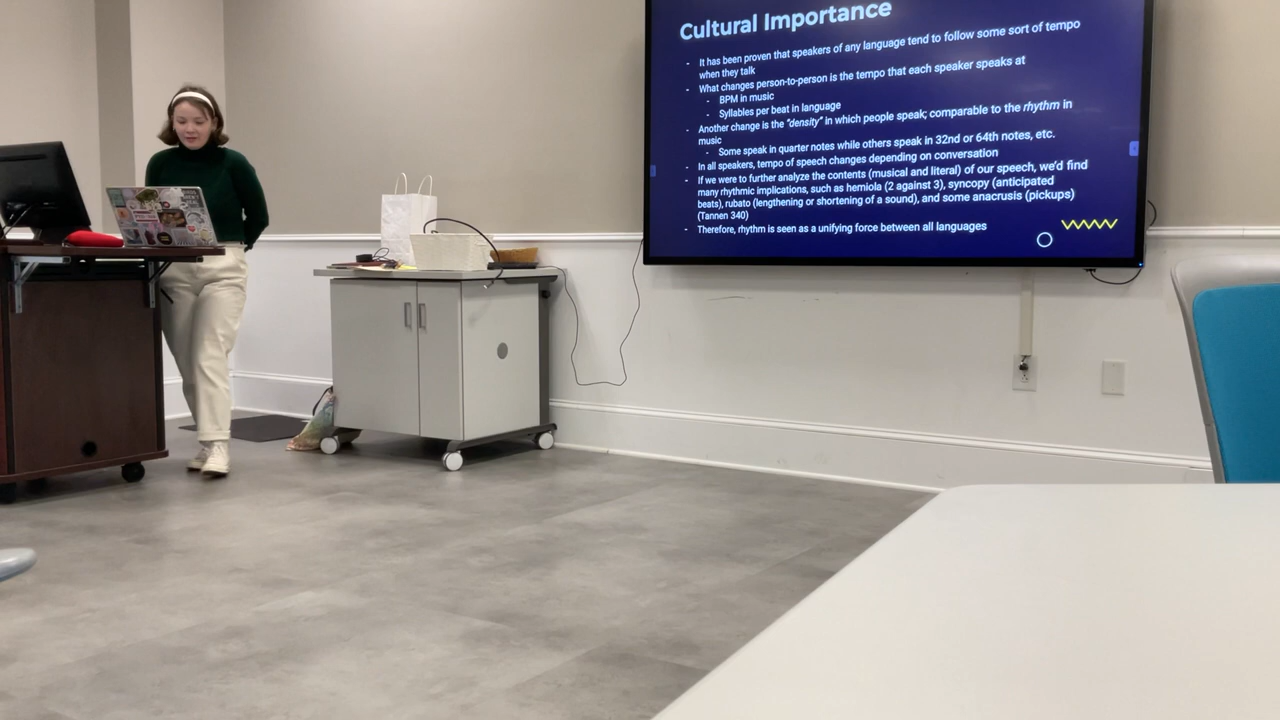 Cultural Importance
- It has been proven that speakers of any language tend to follow some sort of tempo
when they talk
- What changes person-to-person is the tempo that each speaker speaks at
- BPM in music
- Syllables per beat in language
- Another change is the "density" in which people speak; comparable to the rhythm in
music
- Some speak in quarter notes while others speak in 32nd or 64th notes, etc.
- In all speakers, tempo of speech changes depending on conversation
- If we were to further analyze the contents (musical and literal) of our speech, we'd find
many rhythmic implications, such as hemiola (2 against 3), syncopy (anticipated
beats), rubato (lengthening or shortening of a sound), and some anacrusis (pickups)
(Tannen 340)
- Therefore, rhythm is seen as a unifying force between all languages